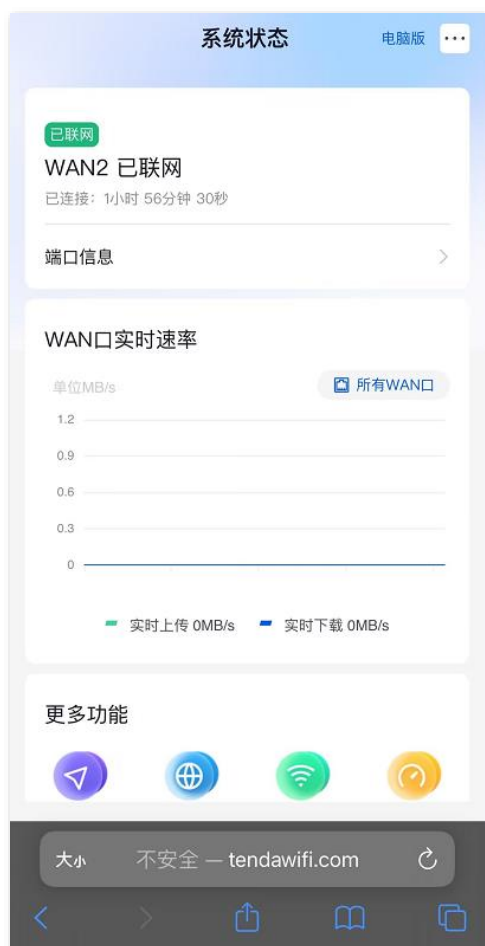 系统状态
电脑版
已联网
WAN2 已联网
已连接：1小时 56分钟 30秒
端口信息
WAN口实时速率
单位MB/s
所有WAN口
1.2
0.9
0.6
0.3
0
实时上传 0MB/s 实时下载 0MB/s
更多功能
大小 不安全 — tendawifi.com